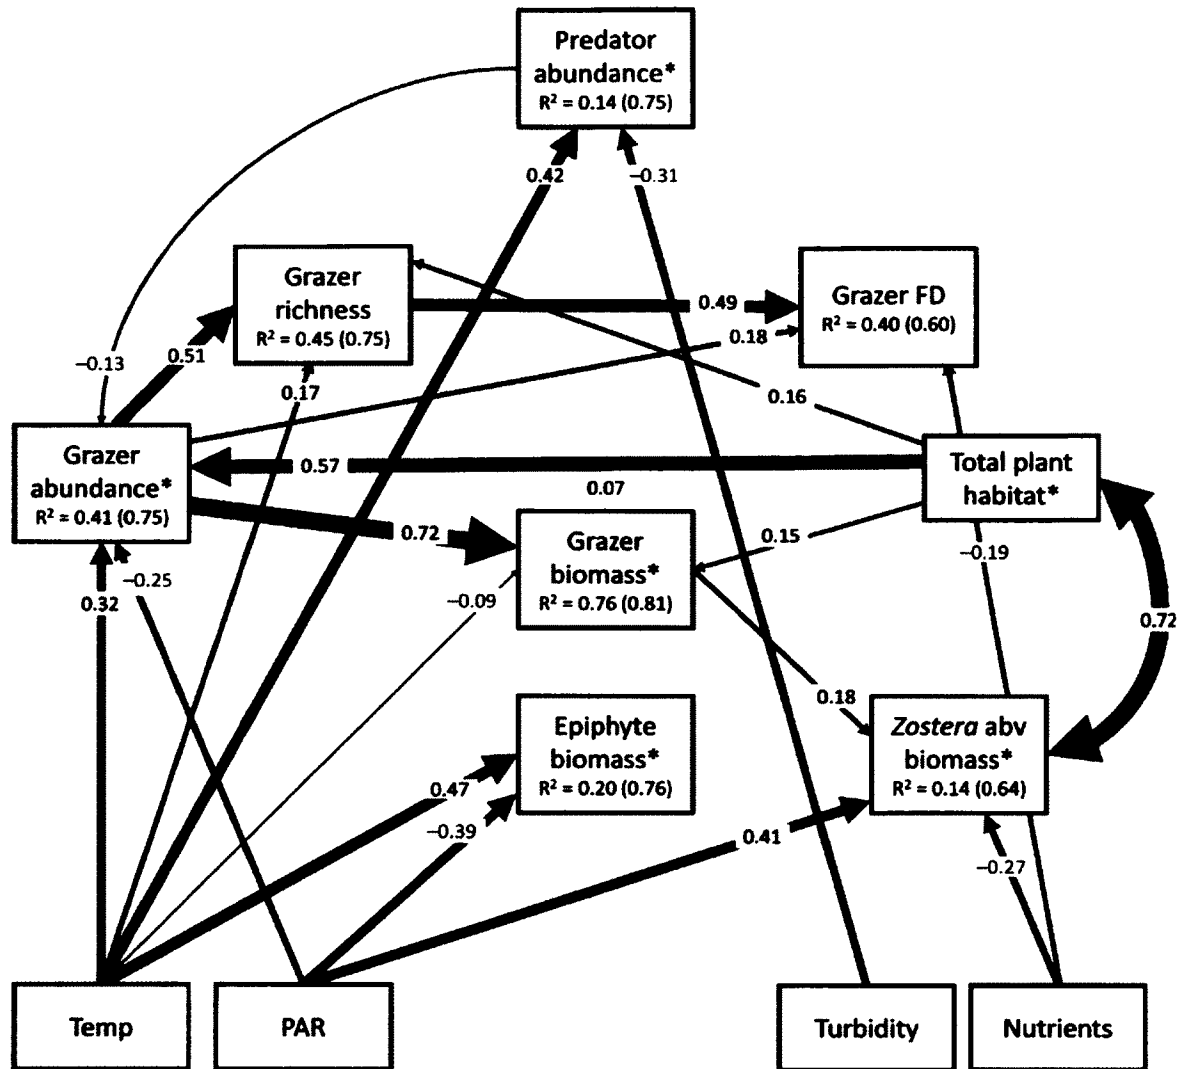 Predator
abundance*
R² = 0.14 (0.75)
0.42
−0.31
Grazer
richness
R² = 0.45 (0.75)
0.49
Grazer FD
R² = 0.40 (0.60)
0.18
−0.13
0.51
0.17
0.16
Grazer
abundance*
R² = 0.41 (0.75)
0.57
0.07
Total plant
habitat*
0.72
Grazer
biomass*
R² = 0.76 (0.81)
0.15
−0.19
−0.25
0.32
−0.09
0.72
0.18
Epiphyte
biomass*
R² = 0.20 (0.76)
Zostera abv
biomass*
R² = 0.14 (0.64)
0.47
−0.39
0.41
−0.27
Temp
PAR
Turbidity
Nutrients